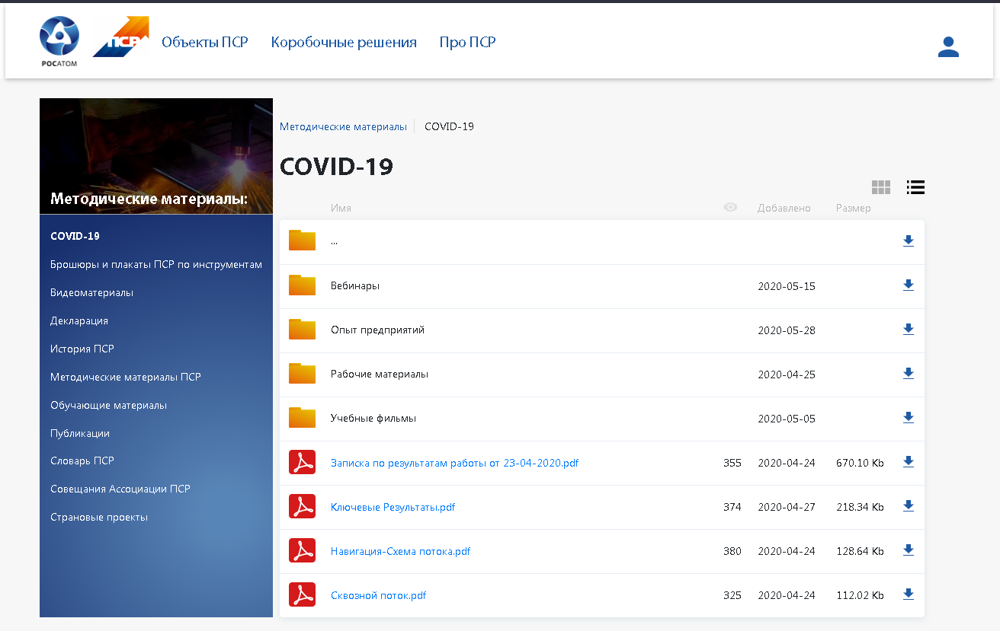 РОСАТОМ
ПСР
Объекты ПСР Коробочные решения Про ПСР
Методические материалы:
COVID-19
Брошюры и плакаты ПСР по инструментам
Видеоматериалы
Декларация
История ПСР
Методические материалы ПСР
Обучающие материалы
Публикации
Словарь ПСР
Совещания Ассоциации ПСР
Страновые проекты
Методические материалы COVID-19
COVID-19
Имя Добавлено Размер
...
Вебинары 2020-05-15
Опыт предприятий 2020-05-28
Рабочие материалы 2020-04-25
Учебные фильмы 2020-05-05
Записка по результатам работы от 23-04-2020.pdf 355 2020-04-24 670.10 Kb
Ключевые Результаты.pdf 374 2020-04-27 218.34 Kb
Навигация-Схема потока.pdf 380 2020-04-24 128.64 Kb
Сквозной поток.pdf 325 2020-04-24 112.02 Kb